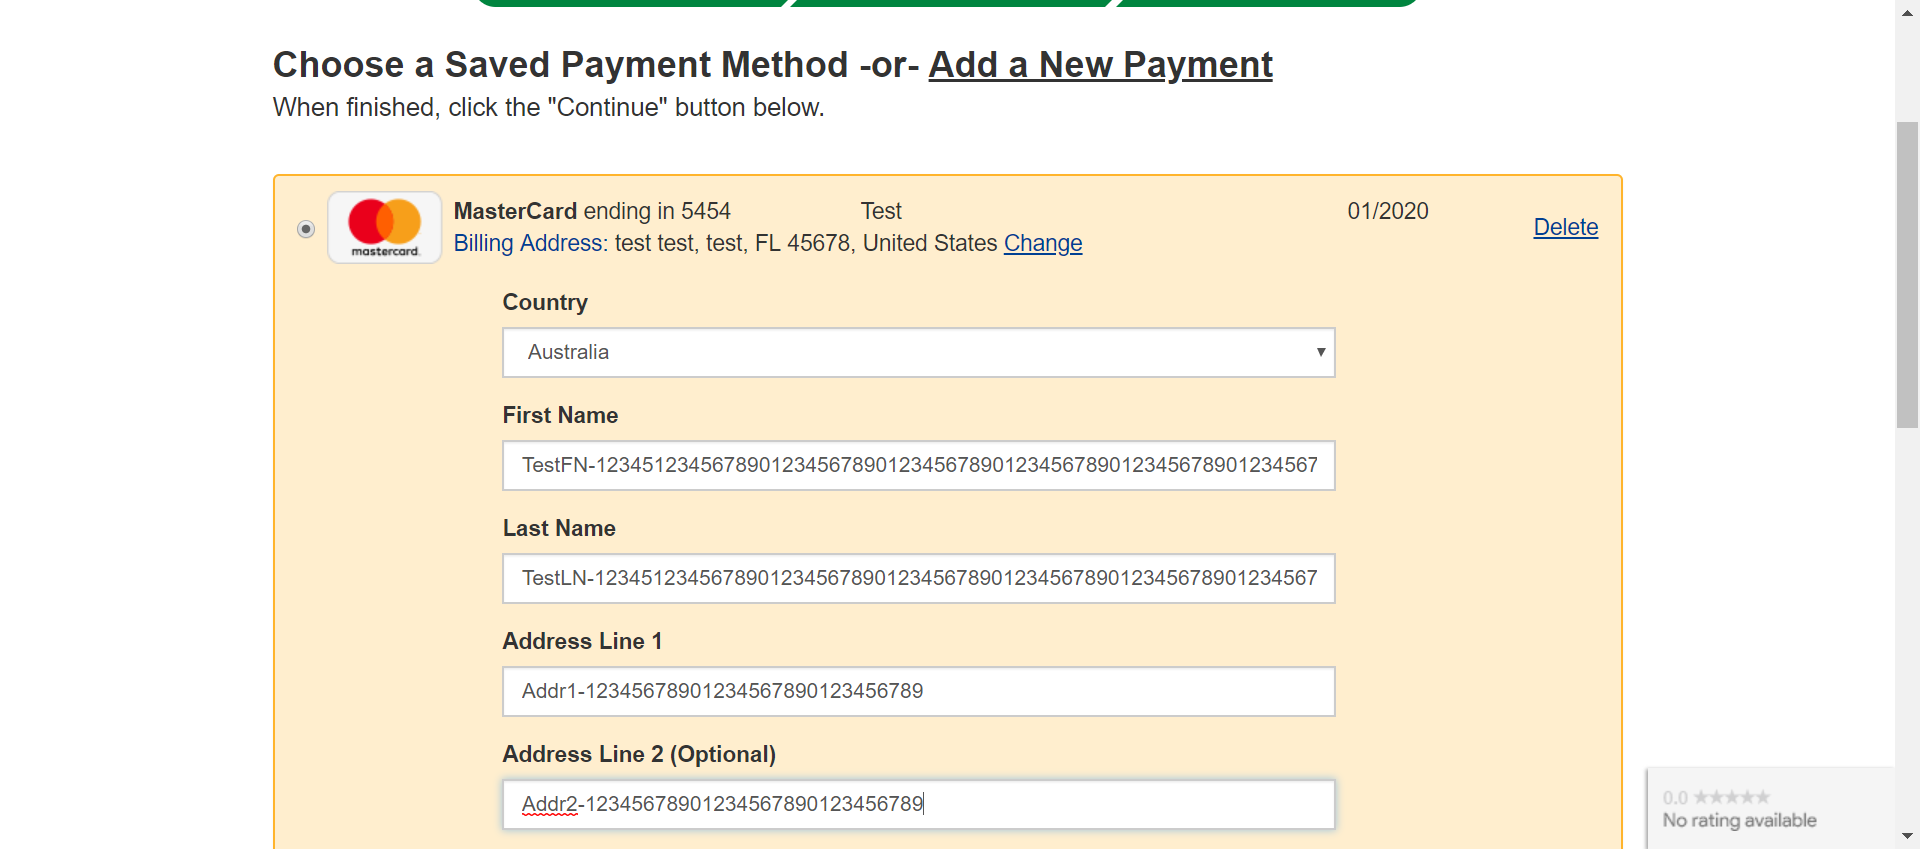 Choose a Saved Payment Method -or- Add a New Payment
When finished, click the "Continue" button below.
mastercard.
MasterCard ending in 5454 Test 01/2020
Billing Address: test test, test, FL 45678, United States Change
Delete
Country
Australia
First Name
TestFN-12345123456789012345678901234567890123456789012345678901234567
Last Name
TestLN-12345123456789012345678901234567890123456789012345678901234567
Address Line 1
Addr1-12345678901234567890123456789
Address Line 2 (Optional)
Addr2-12345678901234567890123456789
0.0 ★★★★★
No rating available